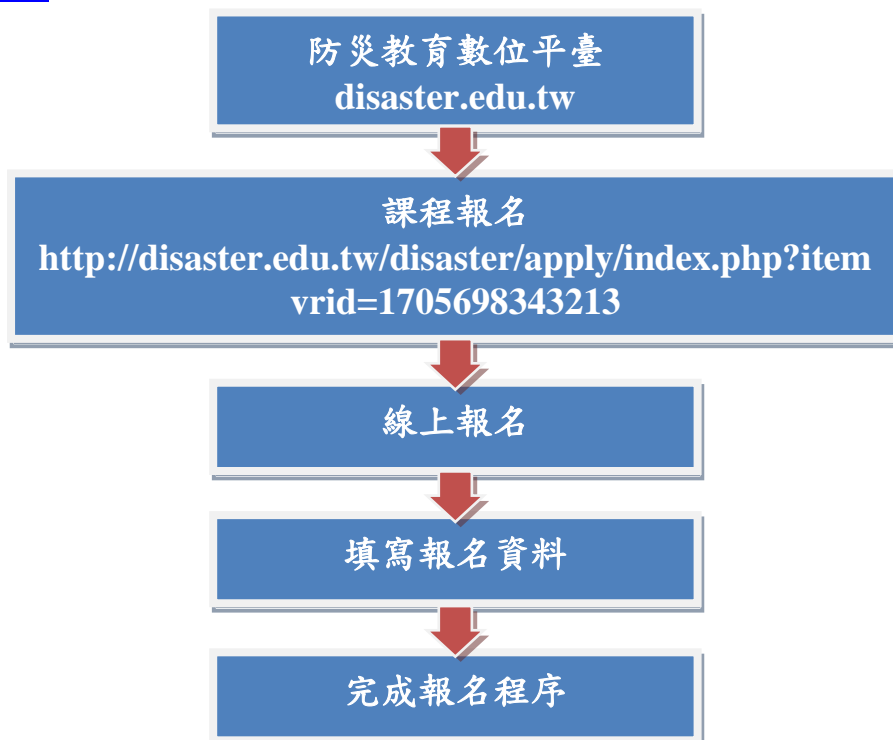 防災教育數位平臺
disaster.edu.tw
課程報名
http://disaster.edu.tw/disaster/apply/index.php?item
vrid=1705698343213
線上報名
填寫報名資料
完成報名程序